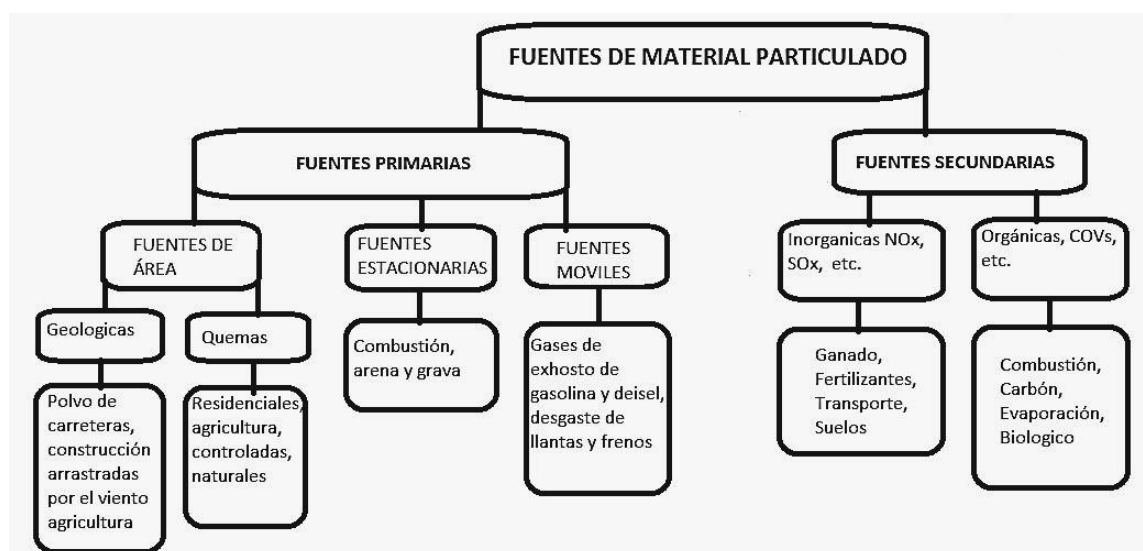 FUENTES DE MATERIAL PARTICULADO
FUENTES PRIMARIAS
FUENTES SECUNDARIAS
FUENTES DE
ÁREA
FUENTES
ESTACIONARIAS
FUENTES
MOVILES
Inorganicas NOx,
SOx, etc.
Orgánicas, COVs,
etc.
Geologicas
Quemas
Combustión,
arena y grava
Gases de
exhosto de
gasolina y deisel,
desgaste de
llantas y frenos
Ganado,
Fertilizantes,
Transporte,
Suelos
Combustión,
Carbón,
Evaporación,
Biologico
Polvo de
carreteras,
construcción
arrastradas
por el viento
agricultura
Residenciales,
agricultura,
controladas,
naturales